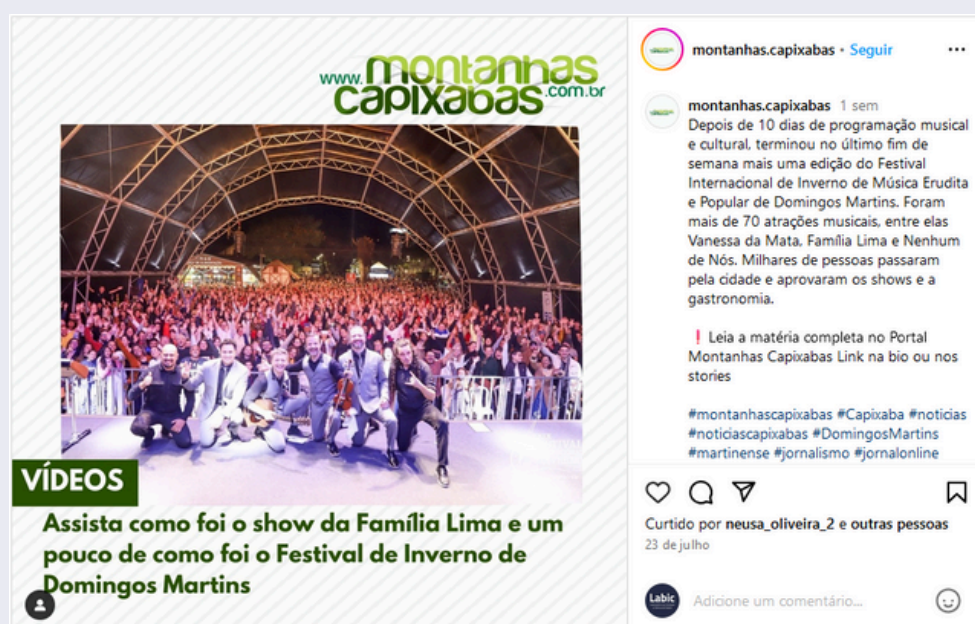 www.montanhas
capixabas.com.br
VÍDEOS
Assista como foi o show da Família Lima e um
pouco de como foi o Festival de Inverno de
Domingos Martins
montanhas.capixabas • Seguir
montanhas.capixabas 1 sem
Depois de 10 dias de programação musical
e cultural, terminou no último fim de
semana mais uma edição do Festival
Internacional de Inverno de Música Erudita
e Popular de Domingos Martins. Foram
mais de 70 atrações musicais, entre elas
Vanessa da Mata, Família Lima e Nenhum
de Nós. Milhares de pessoas passaram
pela cidade e aprovaram os shows e a
gastronomia.
❗ Leia a matéria completa no Portal
Montanhas Capixabas Link na bio ou nos
stories
#montanhascapixabas #Capixaba #noticias
#noticiascapixabas #DomingosMartins
#martinense #jornalismo #jornalonline
Curtido por neusa_oliveira_2 e outras pessoas
23 de julho
Labic
Adicione um comentário...